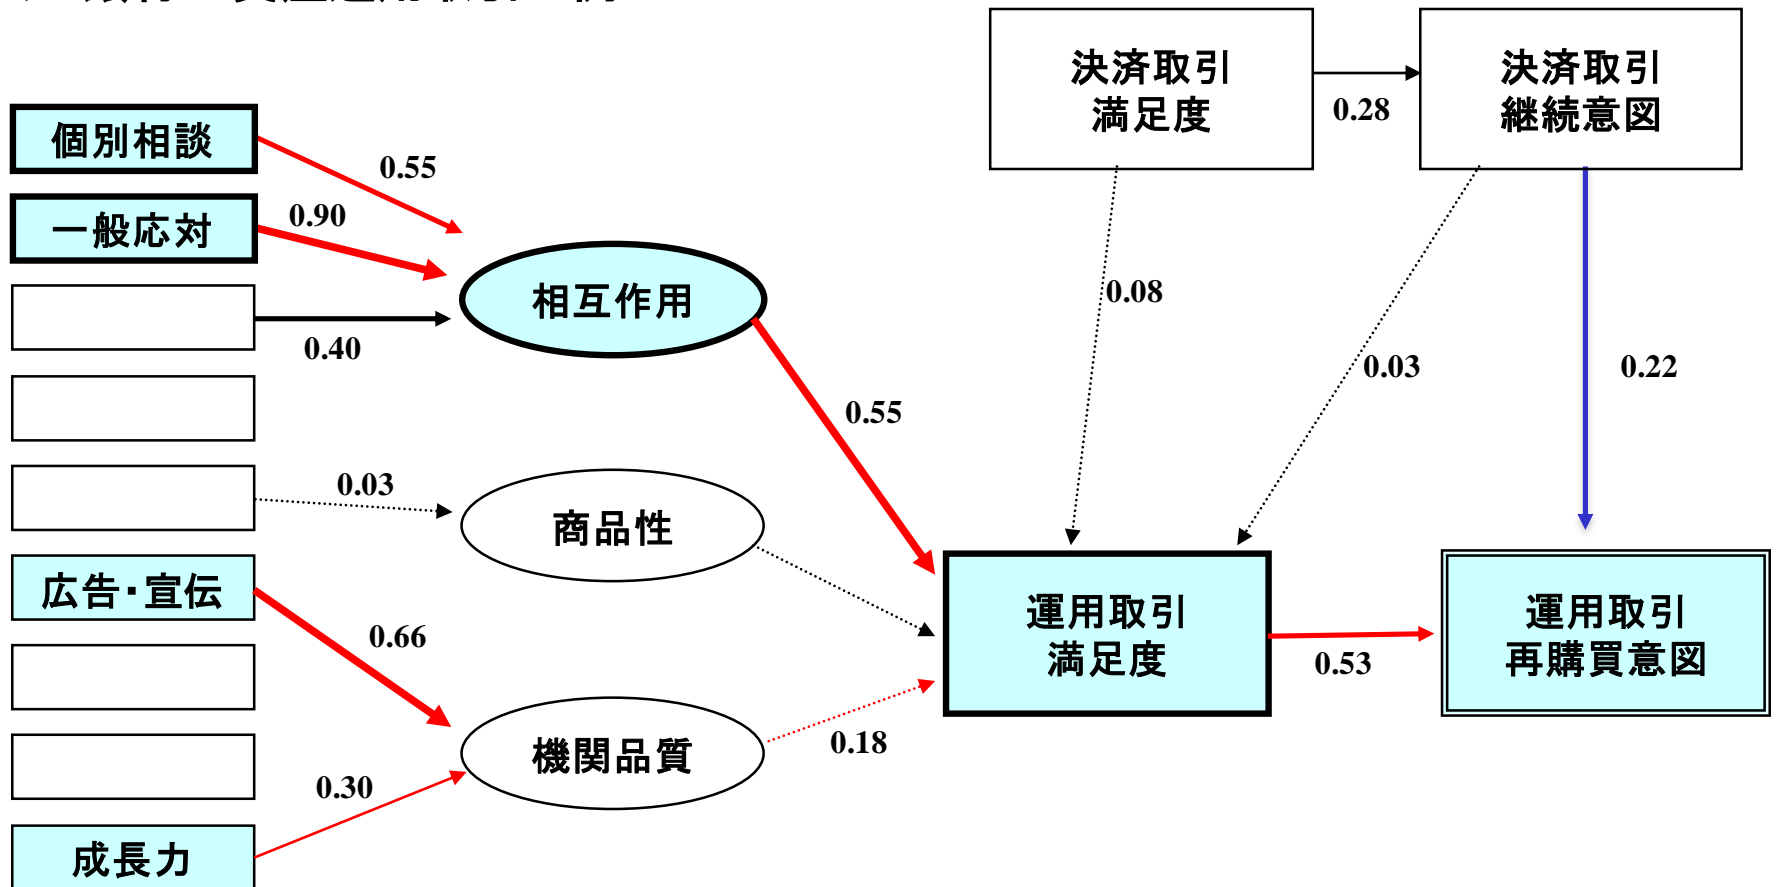 決済取引
満足度
0.28
決済取引
継続意図
個別相談
0.55
一般応対
0.90
0.40
相互作用
0.08
0.03
0.22
0.55
0.03
商品性
広告・宣伝
0.66
運用取引
満足度
0.53
運用取引
再購買意図
機関品質
0.18
0.30
成長力